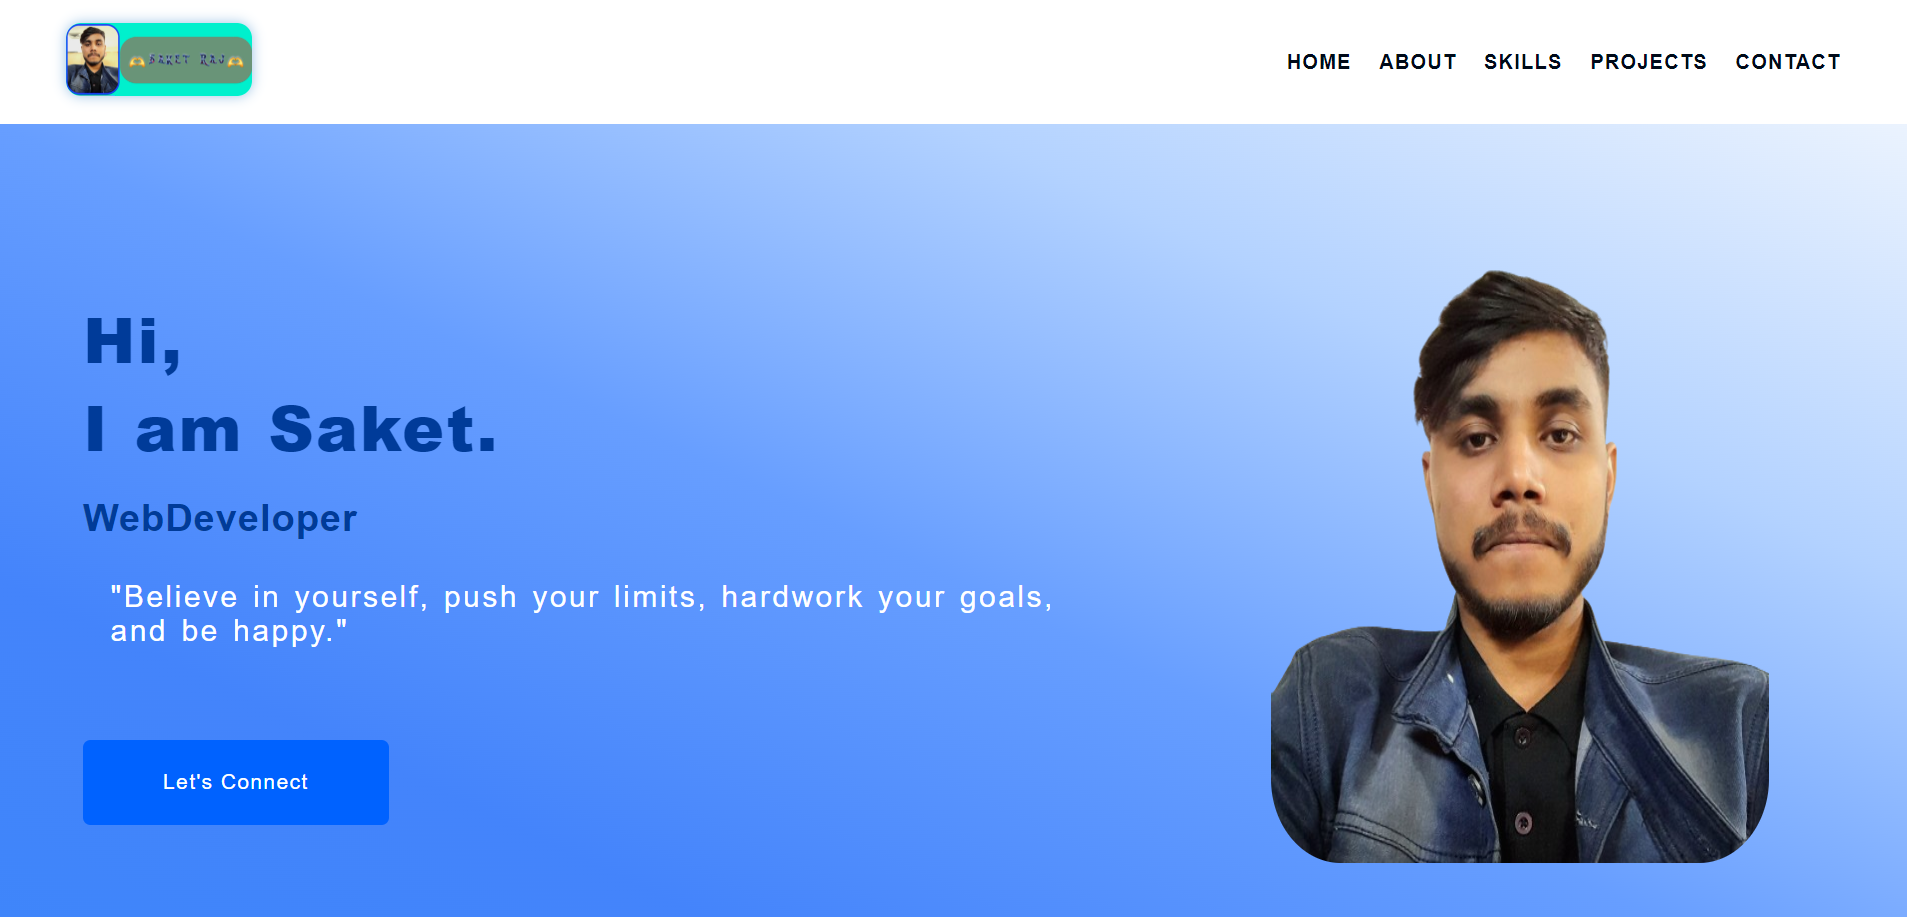 Saket Raj
HOME ABOUT SKILLS PROJECTS CONTACT
Hi,
I am Saket.
WebDeveloper
"Believe in yourself, push your limits, hardwork your goals,
and be happy."
Let's Connect